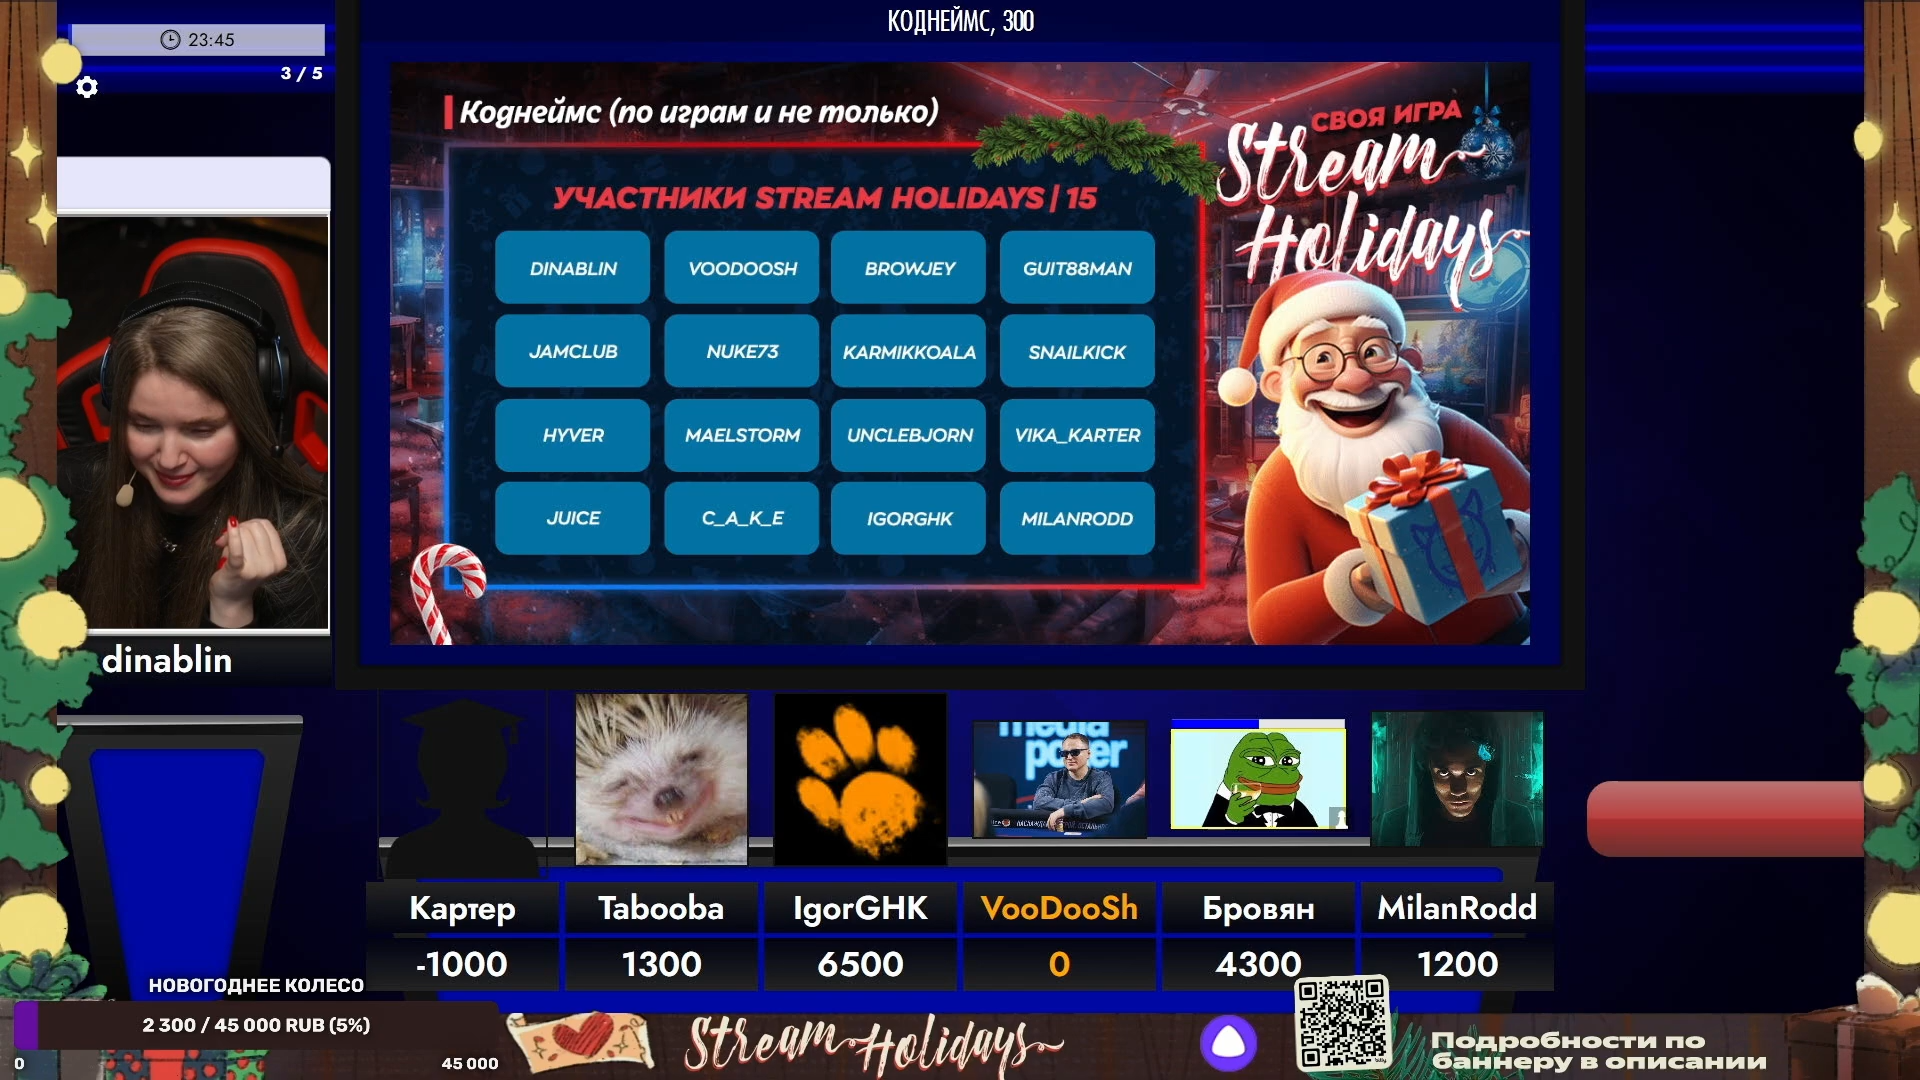 КОДНЕЙМС, 300
23:45
3 / 5
Коднеймс (по играм и не только)
СВОЯ ИГРА
Stream
Holidays
УЧАСТНИКИ STREAM HOLIDAYS | 15
DINABLIN VOODOOSH BROWJEY GUIT88MAN
JAMCLUB NUKE73 KARMIKKOALA SNAILKICK
HYVER MAELSTORM UNCLEBJORN VIKA_KARTER
JUICE C_A_K_E IGORGHK MILANRODD
dinablin
media
poker
Картер Tabooba IgorGHK VooDooSh Бровян MilanRodd
-1000 1300 6500 0 4300 1200
НОВОГОДНЕЕ КОЛЕСО
2 300 / 45 000 RUB (5%)
0 45 000
Stream Holidays
Подробности по
баннеру в описании